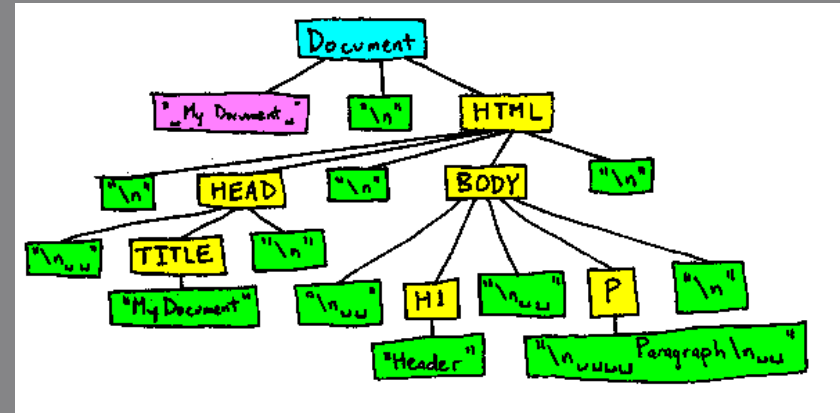 Document
"␣My Document␣"
"\n"
HTML
"\n"
HEAD
"\n"
BODY
"\n"
"\n␣␣"
TITLE
"\n"
"\n␣␣"
H1
"\n␣␣"
P
"\n"
"My Document"
"Header"
"\n␣␣␣␣Paragraph\n␣␣"